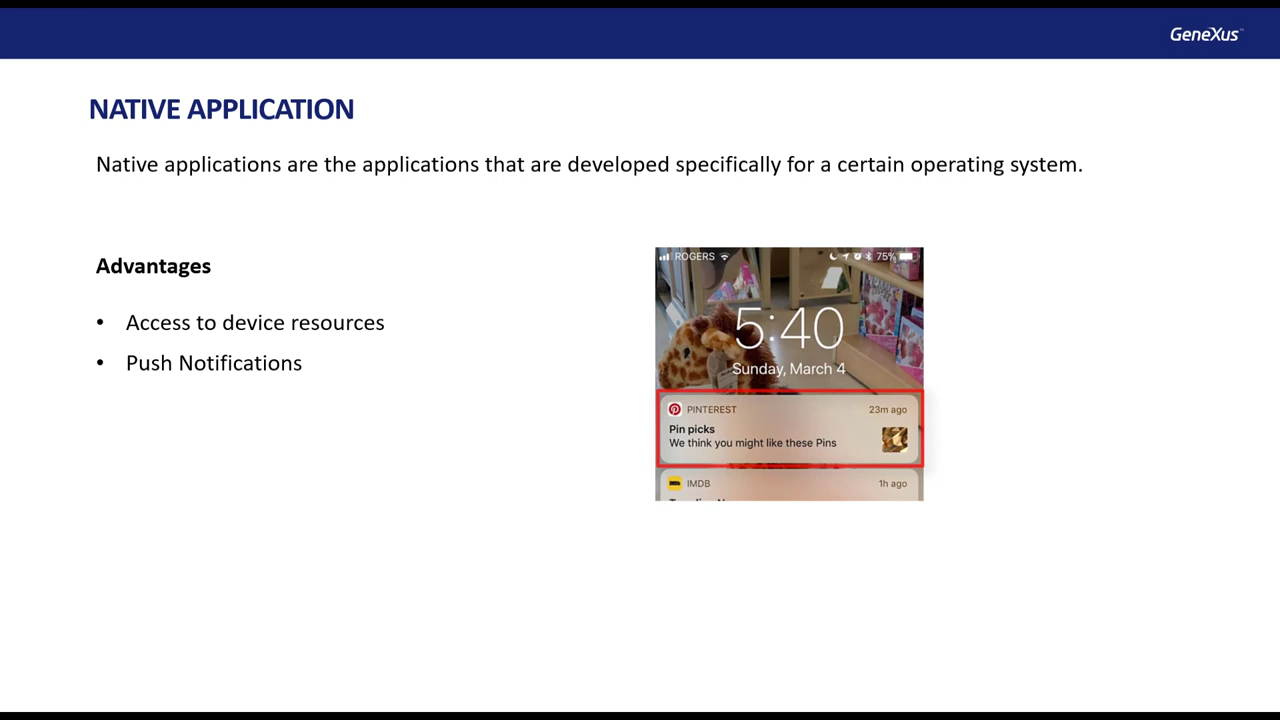 GeneXus™
NATIVE APPLICATION
Native applications are the applications that are developed specifically for a certain operating system.
Advantages
• Access to device resources
• Push Notifications
ROGERS 75%
5:40
Sunday, March 4
PINTEREST 23m ago
Pin picks
We think you might like these Pins
IMDB 1h ago